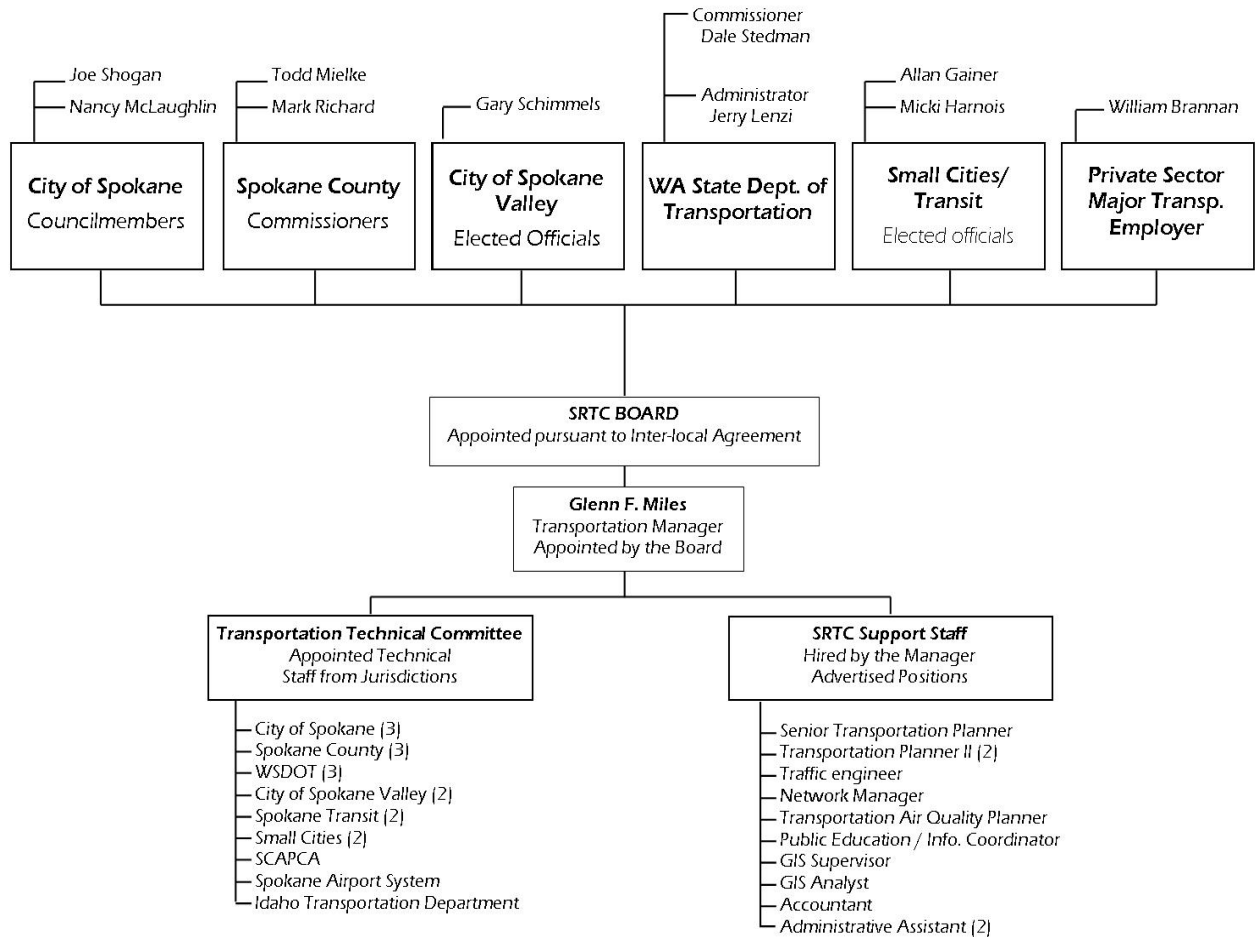 Commissioner
Dale Stedman
Joe Shogan
Nancy McLaughlin
Todd Mielke
Mark Richard
Gary Schimmels
Administrator
Jerry Lenzi
Allan Gainer
Micki Harnois
William Brannan
City of Spokane
Councilmembers
Spokane County
Commissioners
City of Spokane
Valley
Elected Officials
WA State Dept. of
Transportation
Small Cities/
Transit
Elected officials
Private Sector
Major Transp.
Employer
SRTC BOARD
Appointed pursuant to Inter-local Agreement
Glenn F. Miles
Transportation Manager
Appointed by the Board
Transportation Technical Committee
Appointed Technical
Staff from Jurisdictions
City of Spokane (3)
Spokane County (3)
WSDOT (3)
City of Spokane Valley (2)
Spokane Transit (2)
Small Cities (2)
SCAPCA
Spokane Airport System
Idaho Transportation Department
SRTC Support Staff
Hired by the Manager
Advertised Positions
Senior Transportation Planner
Transportation Planner II (2)
Traffic engineer
Network Manager
Transportation Air Quality Planner
Public Education / Info. Coordinator
GIS Supervisor
GIS Analyst
Accountant
Administrative Assistant (2)